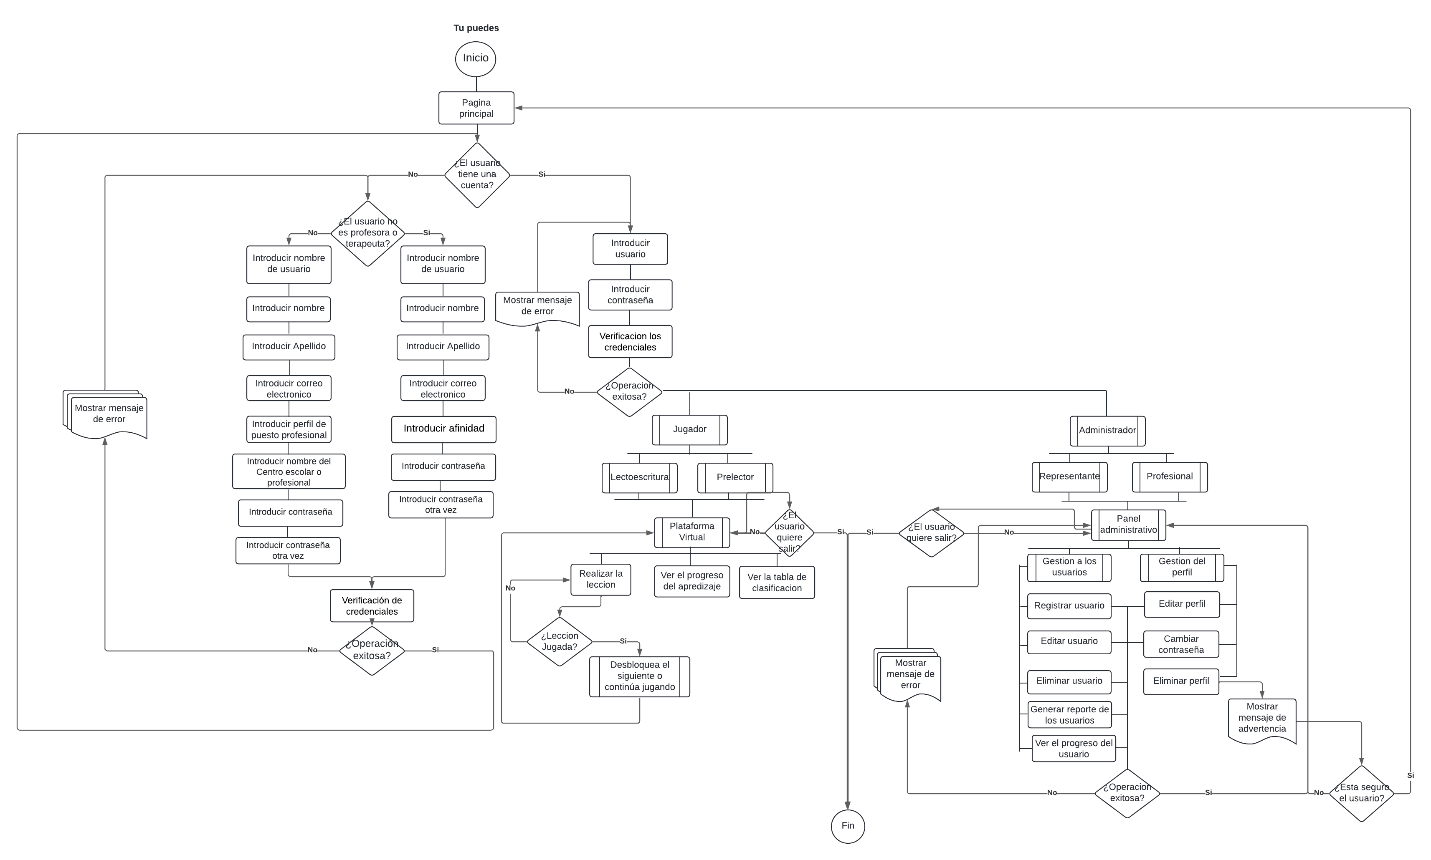 Tu puedes
Inicio
Pagina
principal
¿El usuario
tiene una
cuenta?
No
Si
¿El usuario no
es profesora o
terapeuta?
No
Si
Introducir nombre
de usuario
Introducir nombre
Introducir Apellido
Introducir correo
electronico
Introducir perfil de
puesto profesional
Introducir nombre del
Centro escolar o
profesional
Introducir contraseña
Introducir contraseña
otra vez
Introducir nombre
de usuario
Introducir nombre
Introducir Apellido
Introducir correo
electronico
Introducir afinidad
Introducir contraseña
Introducir contraseña
otra vez
Verificación de
credenciales
¿Operación
exitosa?
No
Si
Mostrar mensaje
de error
Introducir
usuario
Introducir
contraseña
Verificacion los
credenciales
¿Operacion
exitosa?
No
Mostrar mensaje
de error
Jugador
Lectoescritura
Prelector
Plataforma
Virtual
¿El
usuario
quiere
salir?
No
Si
Realizar la
leccion
Ver el progreso
del apredizaje
Ver la tabla de
clasificacion
¿Leccion
Jugada?
No
Si
Desbloquea el
siguiente o
continúa jugando
Administrador
Representante
Profesional
Panel
administrativo
¿El usuario
quiere salir?
Si
No
Gestion a los
usuarios
Registrar usuario
Editar usuario
Eliminar usuario
Generar reporte de
los usuarios
Ver el progreso del
usuario
Gestion del
perfil
Editar perfil
Cambiar
contraseña
Eliminar perfil
Mostrar
mensaje de
advertencia
Mostrar
mensaje de
error
¿Operacion
exitosa?
No
Si
¿Esta seguro
el usuario?
No
Si
Fin